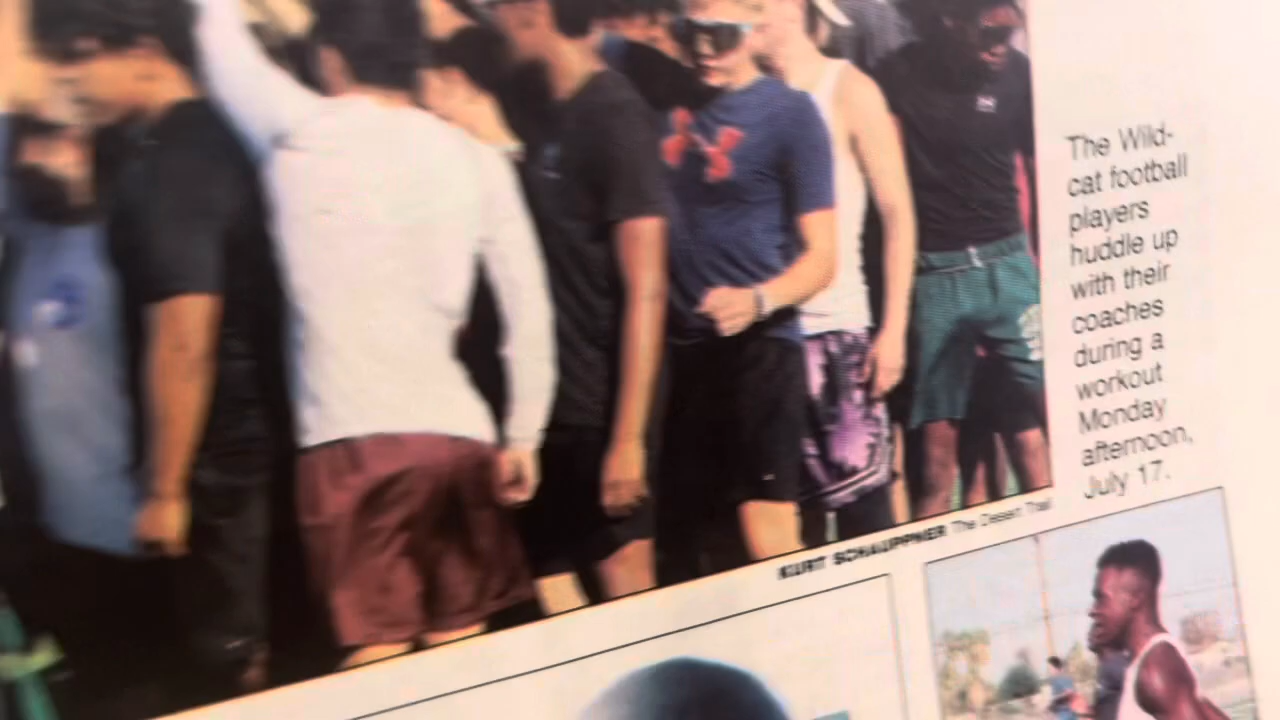 The Wild-
cat football
players
huddle up
with their
coaches
during a
workout
Monday
afternoon,
July 17.
KURT SCHAUPPNER The Desert Trail